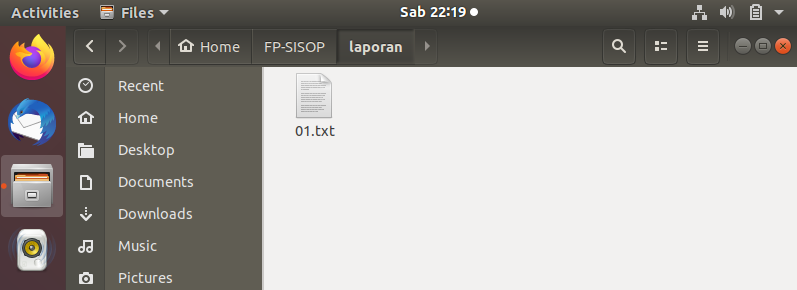 Activities Files Sab 22:19
Home FP-SISOP laporan
Recent
Home
Desktop
Documents
Downloads
Music
Pictures
01.txt